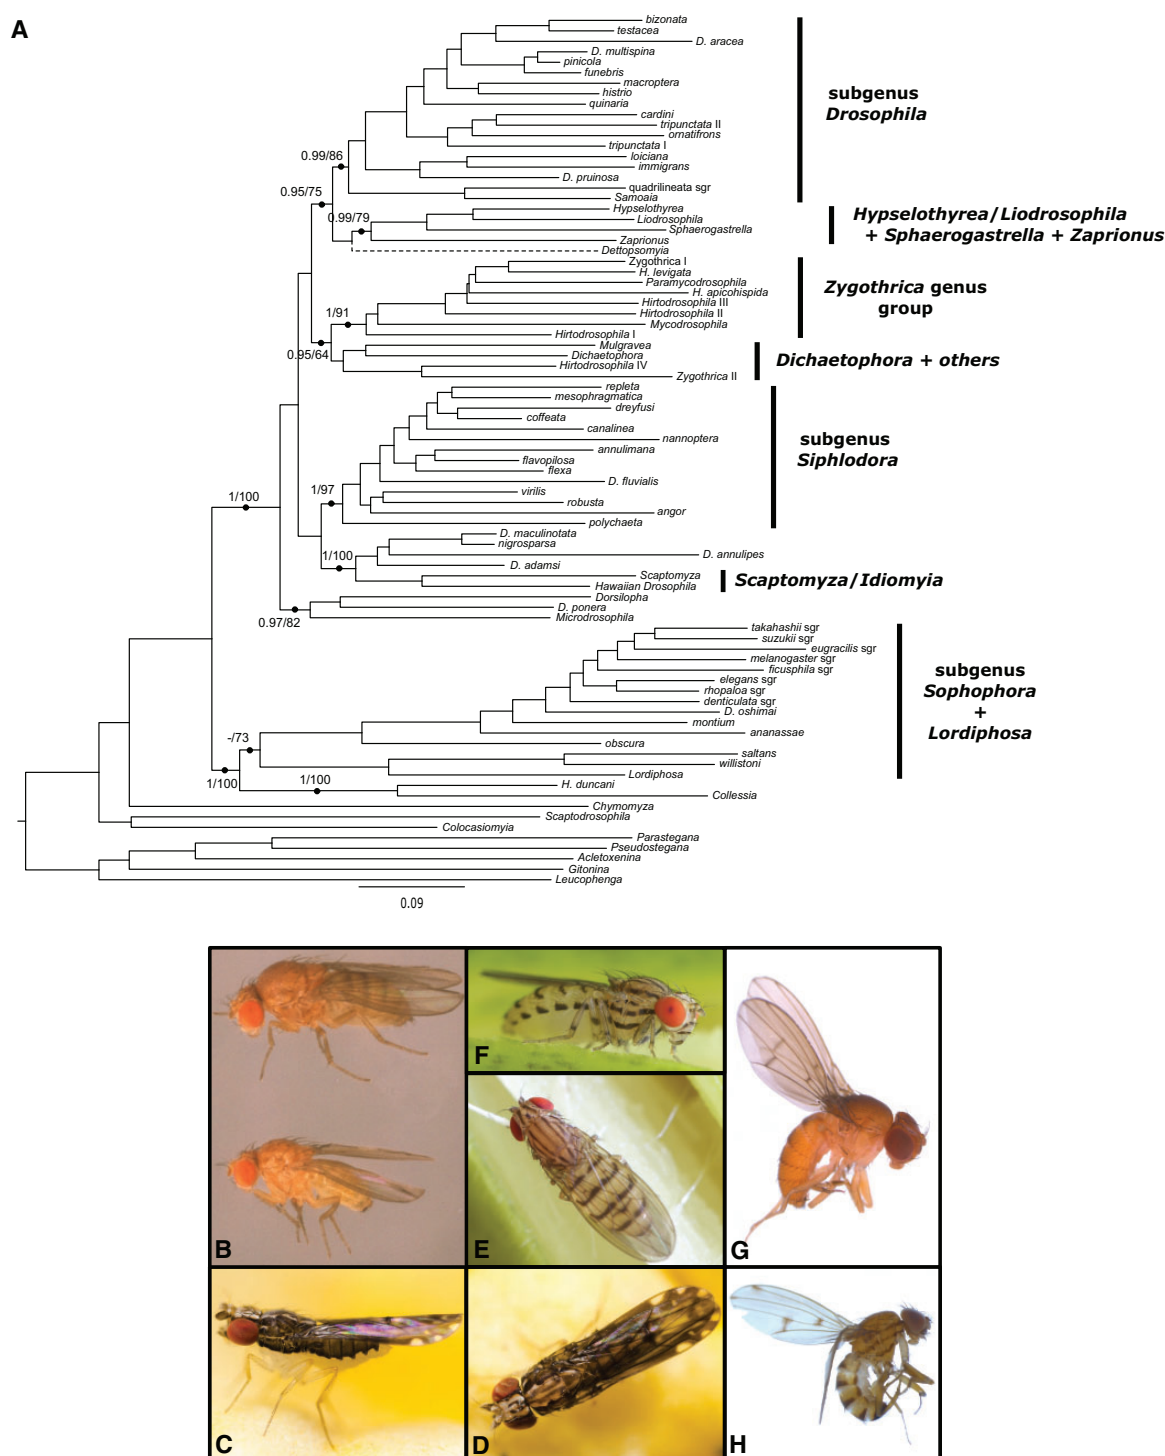 A
bizonata
testacea
D. aracea
D. multispina
pinicola
funebris
macroptera
histrio
quinaria
cardini
tripunctata II
ornatifrons
tripunctata I
loiciana
immigrans
D. pruinosa
quadrilineata sgr
Samoaia
Hypselothyrea
Liodrosophila
Sphaerogastrella
Zaprionus
Dettopsomyia
Zygothrica I
H. levigata
Paramycodrosophila
H. apicohispida
Hirtodrosophila III
Hirtodrosophila II
Mycodrosophila
Hirtodrosophila I
Mulgravea
Dichaetophora
Hirtodrosophila IV
Zygothrica II
repleta
mesophragmatica
dreyfusi
coffeata
canalinea
nannoptera
annulimana
flavopilosa
flexa
D. fluvialis
virilis
robusta
angor
polychaeta
D. maculinotata
nigrosparsa
D. annulipes
D. adamsi
Scaptomyza
Hawaiian Drosophila
Dorsilopha
D. ponera
Microdrosophila
takahashii sgr
suzukii sgr
eugracilis sgr
melanogaster sgr
ficusphila sgr
elegans sgr
rhopaloa sgr
denticulata sgr
D. oshimai
montium
ananassae
obscura
saltans
willistoni
Lordiphosa
H. duncani
Collessia
Chymomyza
Scaptodrosophila
Colocasiomyia
Parastegana
Pseudostegana
Acletoxenina
Gitonina
Leucophenga
0.99/86
0.95/75
0.99/79
1/91
0.95/64
1/100
1/97
1/100
0.97/82
-/73
1/100
1/100
0.09
subgenus
Drosophila
Hypselothyrea/Liodrosophila
+ Sphaerogastrella + Zaprionus
Zygothrica genus
group
Dichaetophora + others
subgenus
Siphlodora
Scaptomyza/Idiomyia
subgenus
Sophophora
+
Lordiphosa
B
F
E
G
C
D
H